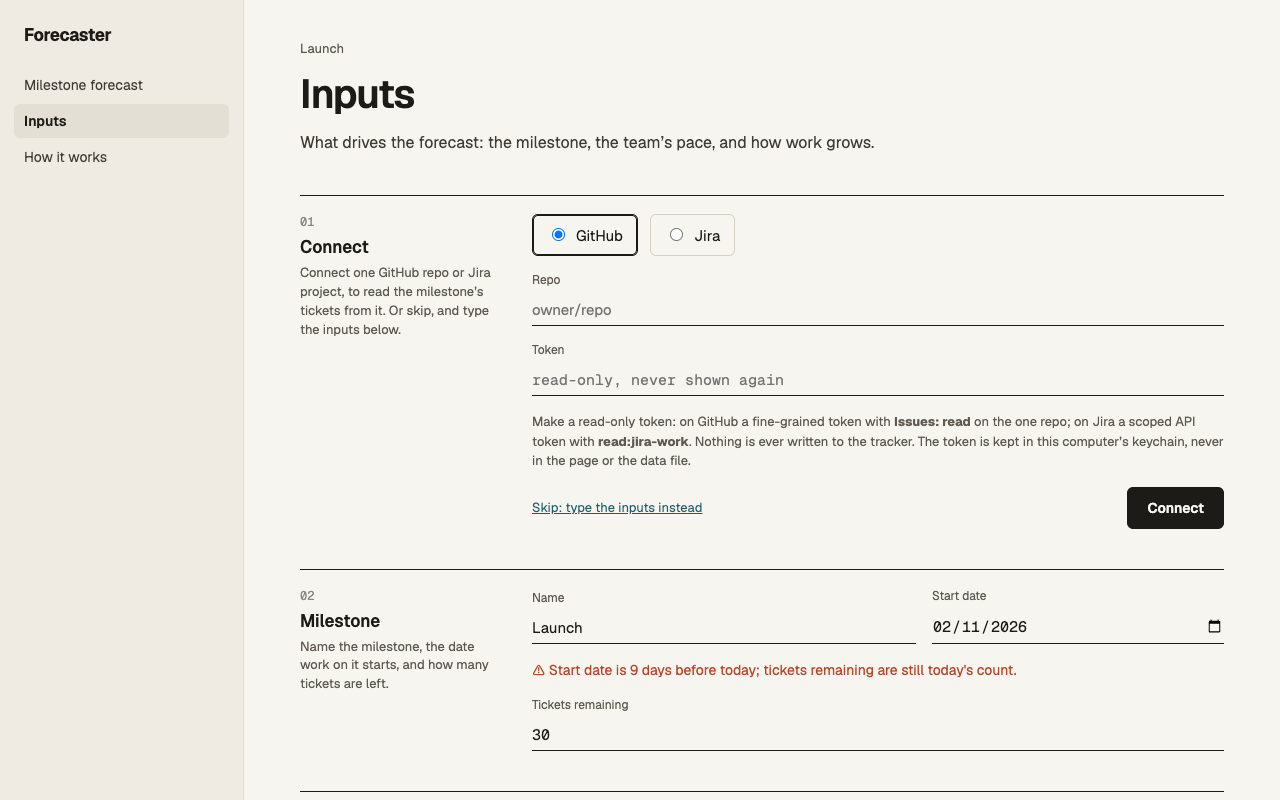 Forecaster
Milestone forecast
Inputs
How it works
Launch
Inputs
What drives the forecast: the milestone, the team’s pace, and how work grows.
01
Connect
Connect one GitHub repo or Jira
project, to read the milestone’s
tickets from it. Or skip, and type
the inputs below.
GitHub
Jira
Repo
owner/repo
Token
read-only, never shown again
Make a read-only token: on GitHub a fine-grained token with Issues: read on the one repo; on Jira a scoped API
token with read:jira-work. Nothing is ever written to the tracker. The token is kept in this computer’s keychain, never
in the page or the data file.
Skip: type the inputs instead
Connect
02
Milestone
Name the milestone, the date
work on it starts, and how many
tickets are left.
Name
Launch
Start date
02/11/2026
Start date is 9 days before today; tickets remaining are still today's count.
Tickets remaining
30